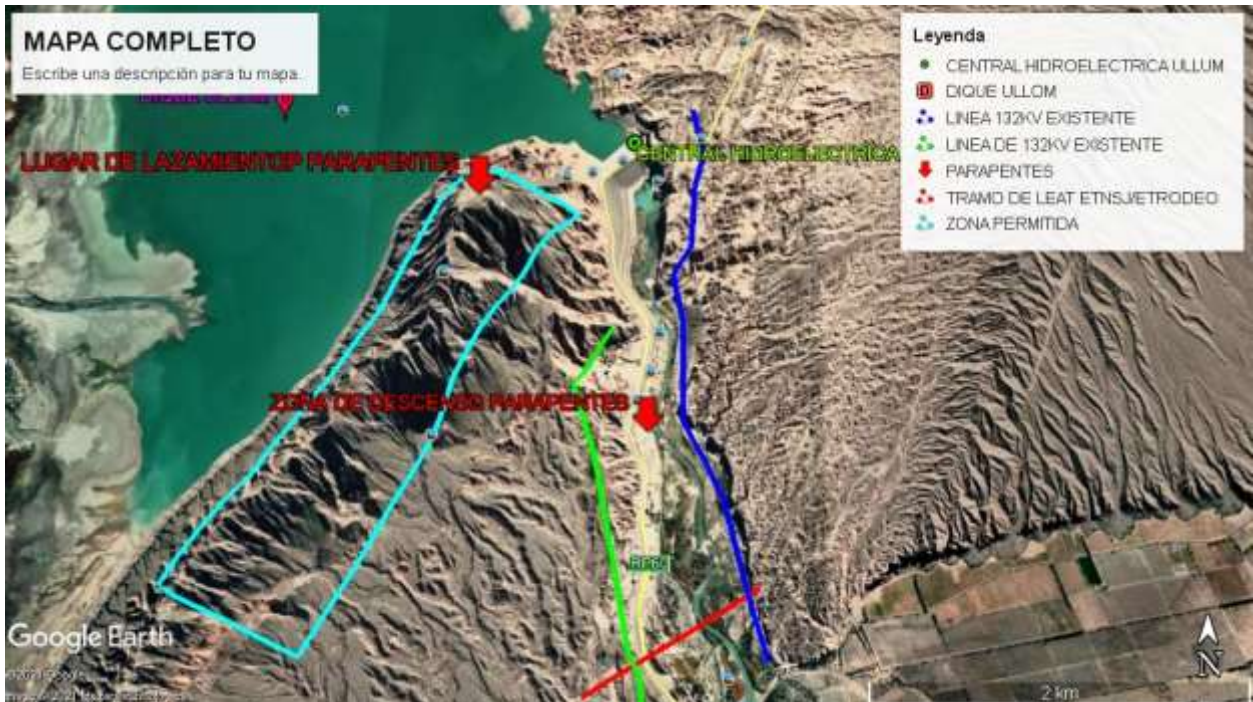 MAPA COMPLETO
Escribe una descripción para tu mapa.
Leyenda
CENTRAL HIDROELECTRICA ULLUM
DIQUE ULLOM
LINEA 132KV EXISTENTE
LINEA DE 132KV EXISTENTE
PARAPENTES
TRAMO DE LEAT ETNSJ/ETRODEO
ZONA PERMITIDA
LUGAR DE LAZAMIENTOP PARAPENTES
CENTRAL HIDROELECTRICA
ZONA DE DESCENSO PARAPENTES
Google Earth
N
2 km